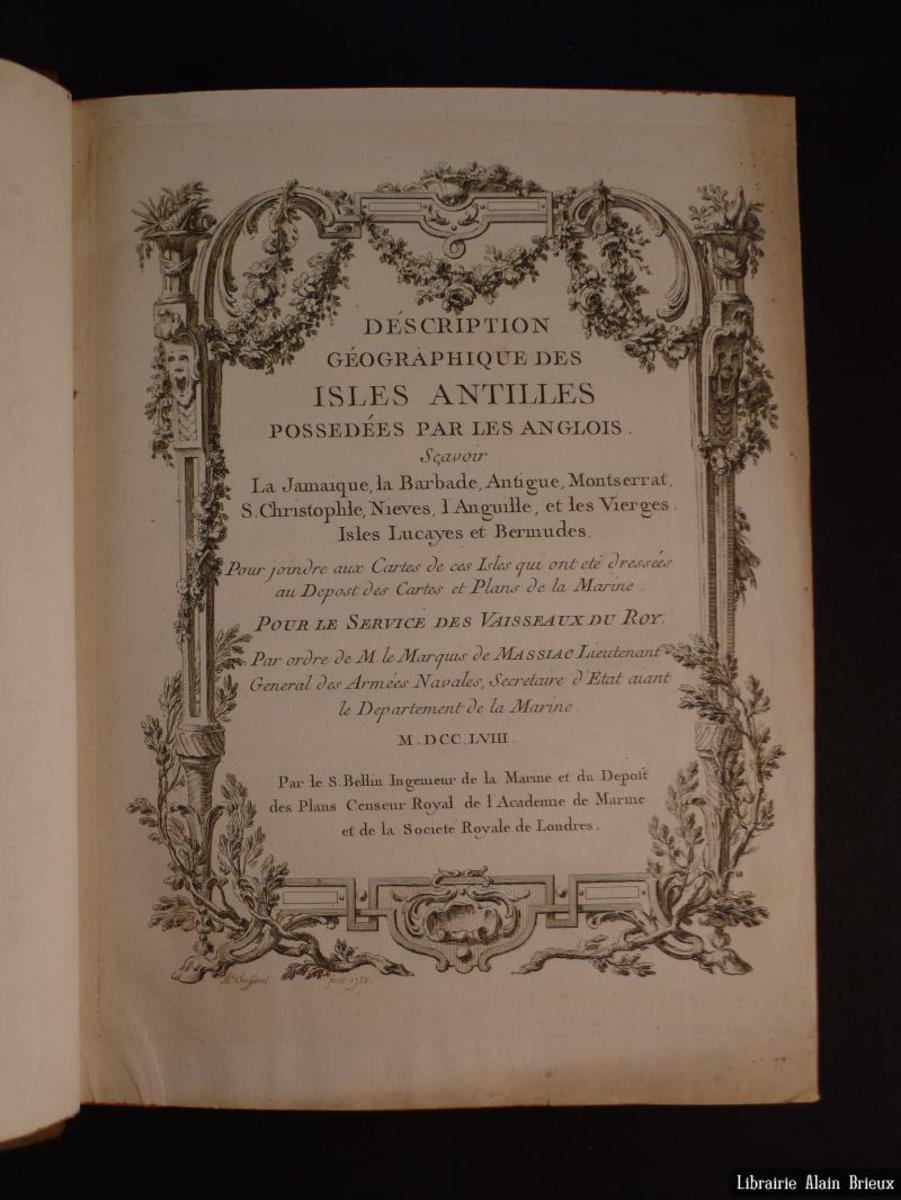 DÉSCRIPTION
GÉOGRAPHIQUE DES
ISLES ANTILLES
POSSEDÉES PAR LES ANGLOIS.
Sçavoir
La Jamaique, la Barbade, Antigue, Montserrat,
S. Christophle, Nieves, l'Anguille, et les Vierges.
Isles Lucayes et Bermudes.
Pour joindre aux Cartes de ces Isles qui ont eté dressées
au Depost des Cartes et Plans de la Marine.
POUR LE SERVICE DES VAISSEAUX DU ROY.
Par ordre de M. le Marquis de MASSIAC Lieutenant
General des Armées Navales, Secretaire d'Etat aiant
le Departement de la Marine.
M.DCC.LVIII.
Par le S. Bellin Ingenieur de la Marine et du Depost
des Plans Censeur Royal de l'Academie de Marine
et de la Societé Royale de Londres.
fecit 1758.
Librairie Alain Brieux